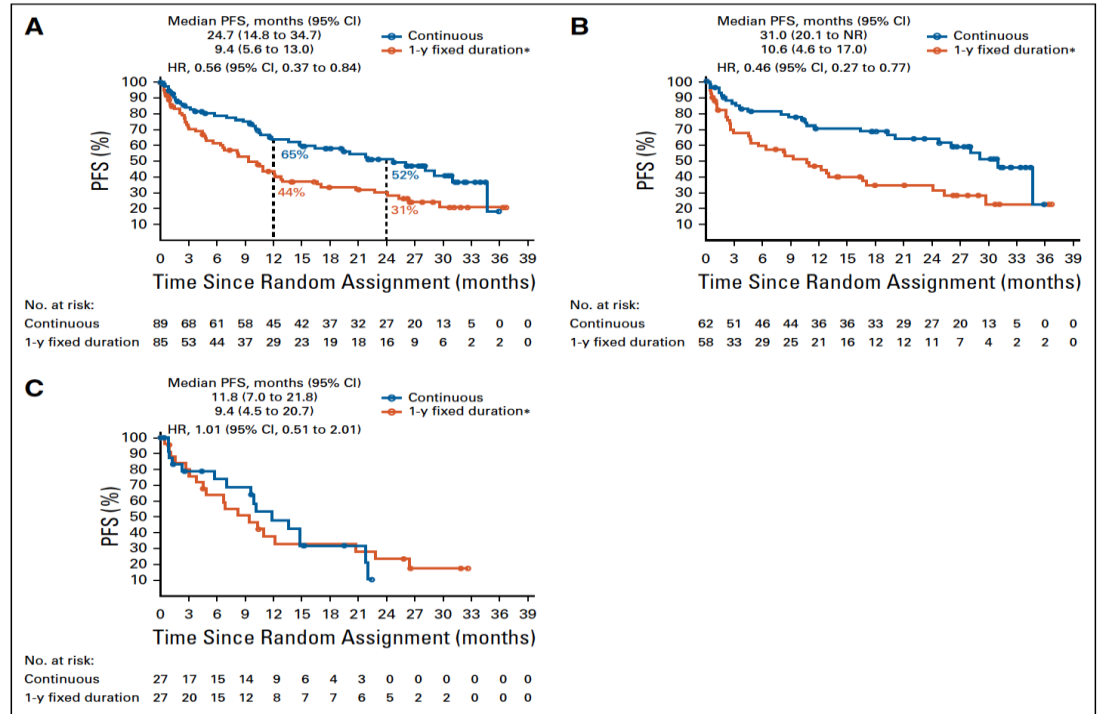 A
Median PFS, months (95% CI)
24.7 (14.8 to 34.7) Continuous
9.4 (5.6 to 13.0) 1-y fixed duration*
HR, 0.56 (95% CI, 0.37 to 0.84)
PFS (%)
100
90
80
70
60
50
40
30
20
10
65%
44%
52%
31%
0 3 6 9 12 15 18 21 24 27 30 33 36 39
Time Since Random Assignment (months)
No. at risk:
Continuous 89 68 61 58 45 42 37 32 27 20 13 5 0 0
1-y fixed duration 85 53 44 37 29 23 19 18 16 9 6 2 2 0
B
Median PFS, months (95% CI)
31.0 (20.1 to NR) Continuous
10.6 (4.6 to 17.0) 1-y fixed duration*
HR, 0.46 (95% CI, 0.27 to 0.77)
PFS (%)
100
90
80
70
60
50
40
30
20
10
0 3 6 9 12 15 18 21 24 27 30 33 36 39
Time Since Random Assignment (months)
No. at risk:
Continuous 62 51 46 44 36 36 33 29 27 20 13 5 0 0
1-y fixed duration 58 33 29 25 21 16 12 12 11 7 4 2 2 0
C
Median PFS, months (95% CI)
11.8 (7.0 to 21.8) Continuous
9.4 (4.5 to 20.7) 1-y fixed duration*
HR, 1.01 (95% CI, 0.51 to 2.01)
PFS (%)
100
90
80
70
60
50
40
30
20
10
0 3 6 9 12 15 18 21 24 27 30 33 36 39
Time Since Random Assignment (months)
No. at risk:
Continuous 27 17 15 14 9 6 4 3 0 0 0 0 0 0
1-y fixed duration 27 20 15 12 8 7 7 6 5 2 2 0 0 0